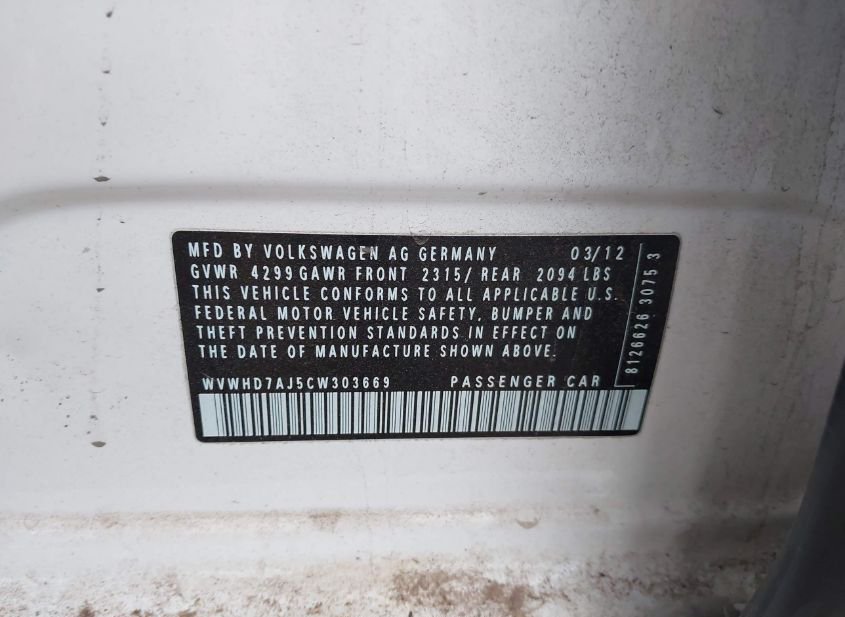 MFD BY VOLKSWAGEN AG GERMANY 03/12
GVWR 4299 GAWR FRONT 2315/ REAR 2094 LBS
THIS VEHICLE CONFORMS TO ALL APPLICABLE U.S.
FEDERAL MOTOR VEHICLE SAFETY, BUMPER AND
THEFT PREVENTION STANDARDS IN EFFECT ON
THE DATE OF MANUFACTURE SHOWN ABOVE.
WVWHD7AJ5CW303669 PASSENGER CAR
8126626 3075 3